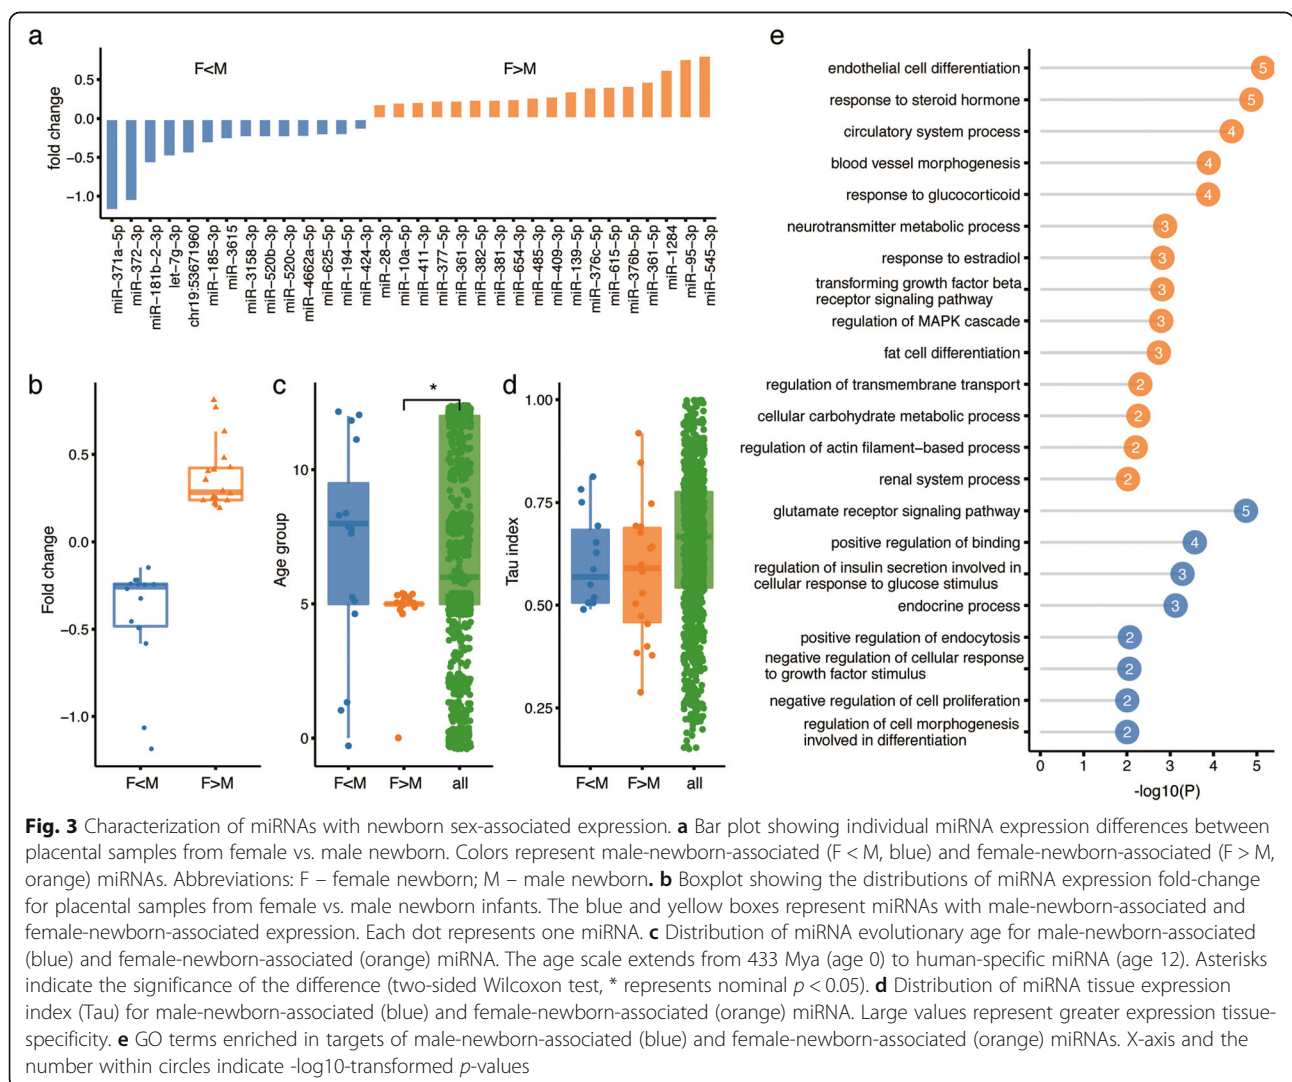 a
F<M
F>M
fold change
0.5
0.0
−0.5
−1.0
miR−371a−5p
miR−372−3p
miR−181b−2−3p
let−7g−3p
chr19:53671960
miR−185−3p
miR−3615
miR−3158−3p
miR−520b−3p
miR−520c−3p
miR−4662a−5p
miR−625−5p
miR−194−5p
miR−424−3p
miR−28−3p
miR−10a−5p
miR−411−3p
miR−377−5p
miR−361−3p
miR−382−5p
miR−381−3p
miR−654−3p
miR−485−3p
miR−409−3p
miR−139−5p
miR−376c−5p
miR−615−5p
miR−376b−5p
miR−361−5p
miR−1284
miR−95−3p
miR−545−3p
b
Fold change
0.5
0.0
−0.5
−1.0
F<M
F>M
c
*
Age group
10
5
0
F<M
F>M
all
d
Tau index
1.00
0.75
0.50
0.25
F<M
F>M
all
e
endothelial cell differentiation
5
response to steroid hormone
5
circulatory system process
4
blood vessel morphogenesis
4
response to glucocorticoid
4
neurotransmitter metabolic process
3
response to estradiol
3
transforming growth factor beta
receptor signaling pathway
3
regulation of MAPK cascade
3
fat cell differentiation
3
regulation of transmembrane transport
2
cellular carbohydrate metabolic process
2
regulation of actin filament−based process
2
renal system process
2
glutamate receptor signaling pathway
5
positive regulation of binding
4
regulation of insulin secretion involved in
cellular response to glucose stimulus
3
endocrine process
3
positive regulation of endocytosis
2
negative regulation of cellular response
to growth factor stimulus
2
negative regulation of cell proliferation
2
regulation of cell morphogenesis
involved in differentiation
2
0 1 2 3 4 5
-log10(P)
Fig. 3 Characterization of miRNAs with newborn sex-associated expression. a Bar plot showing individual miRNA expression differences between
placental samples from female vs. male newborn. Colors represent male-newborn-associated (F < M, blue) and female-newborn-associated (F > M,
orange) miRNAs. Abbreviations: F – female newborn; M – male newborn. b Boxplot showing the distributions of miRNA expression fold-change
for placental samples from female vs. male newborn infants. The blue and yellow boxes represent miRNAs with male-newborn-associated and
female-newborn-associated expression. Each dot represents one miRNA. c Distribution of miRNA evolutionary age for male-newborn-associated
(blue) and female-newborn-associated (orange) miRNA. The age scale extends from 433 Mya (age 0) to human-specific miRNA (age 12). Asterisks
indicate the significance of the difference (two-sided Wilcoxon test, * represents nominal p < 0.05). d Distribution of miRNA tissue expression
index (Tau) for male-newborn-associated (blue) and female-newborn-associated (orange) miRNA. Large values represent greater expression tissue-
specificity. e GO terms enriched in targets of male-newborn-associated (blue) and female-newborn-associated (orange) miRNAs. X-axis and the
number within circles indicate -log10-transformed p-values